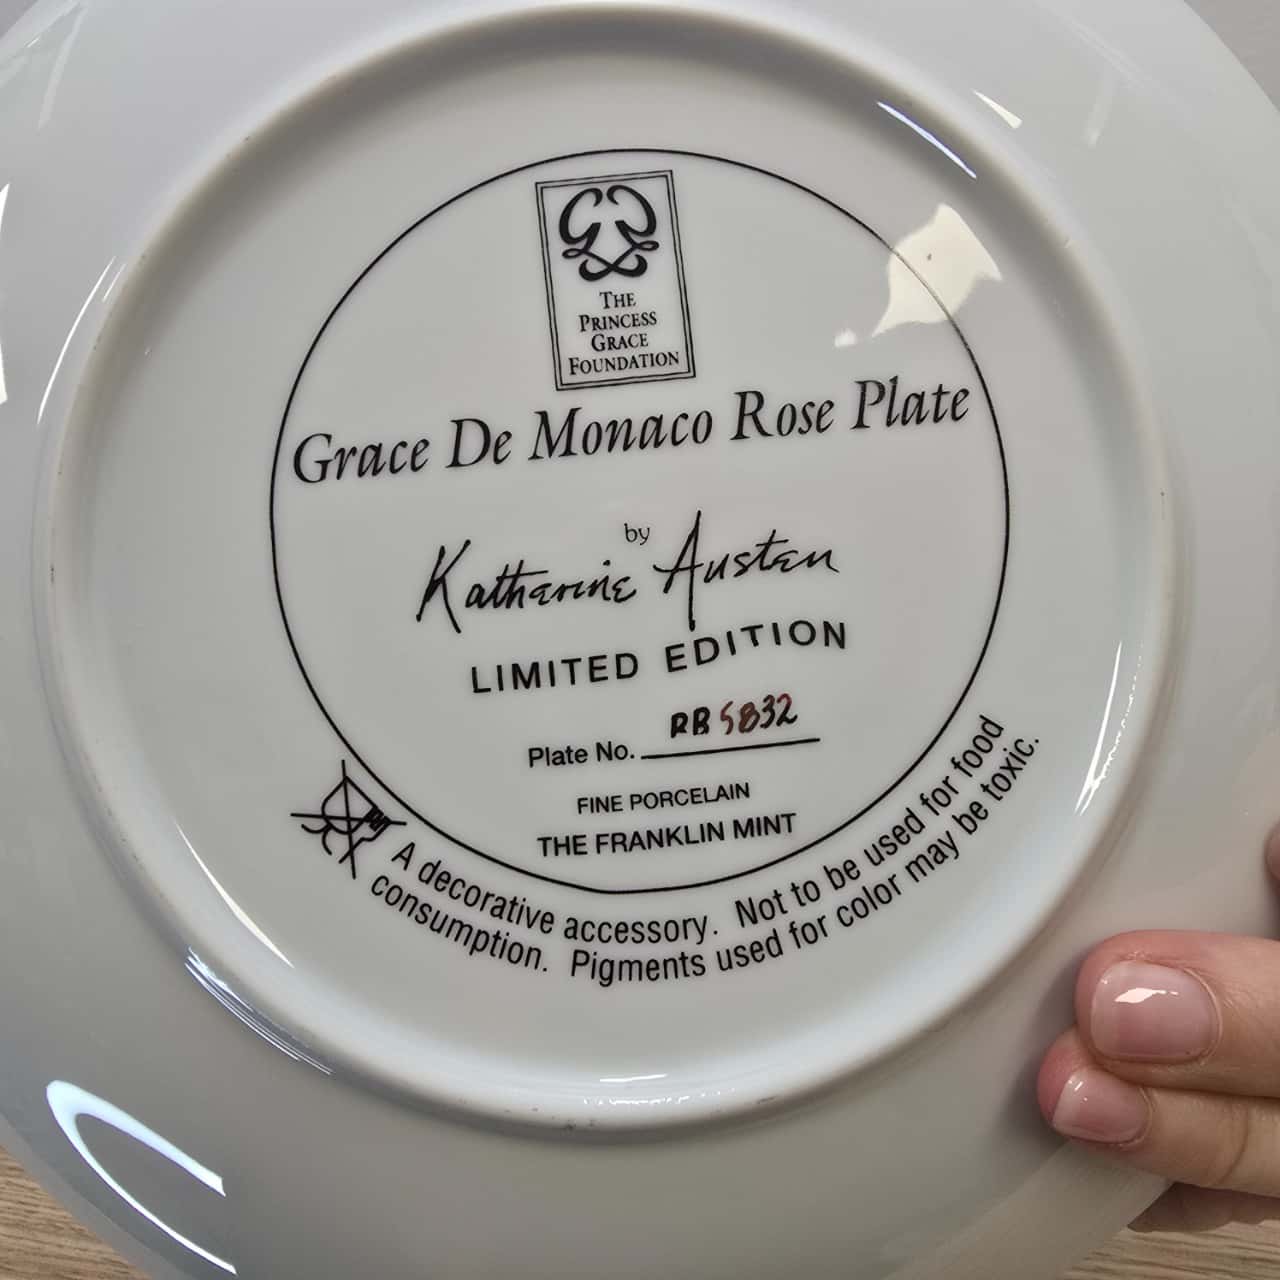 THE
PRINCESS
GRACE
FOUNDATION
Grace De Monaco Rose Plate
by
Katharine Austen
LIMITED EDITION
Plate No. RB5832
FINE PORCELAIN
THE FRANKLIN MINT
A decorative accessory. Not to be used for food
consumption. Pigments used for color may be toxic.